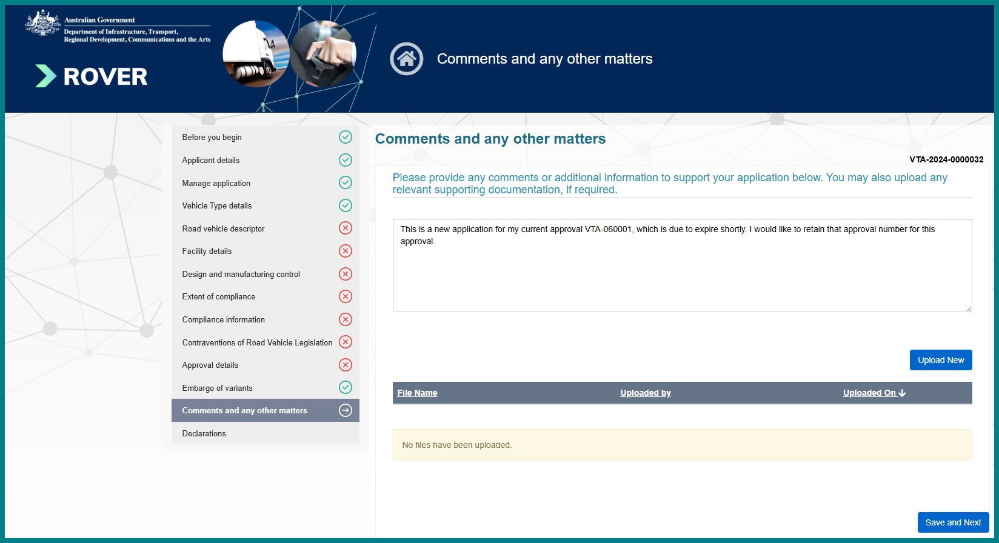 Australian Government
Department of Infrastructure, Transport,
Regional Development, Communications and the Arts
ROVER
Comments and any other matters
Before you begin
Applicant details
Manage application
Vehicle Type details
Road vehicle descriptor
Facility details
Design and manufacturing control
Extent of compliance
Compliance information
Contraventions of Road Vehicle Legislation
Approval details
Embargo of variants
Comments and any other matters
Declarations
Comments and any other matters
VTA-2024-0000032
Please provide any comments or additional information to support your application below. You may also upload any
relevant supporting documentation, if required.
This is a new application for my current approval VTA-060001, which is due to expire shortly. I would like to retain that approval number for this
approval.
Upload New
File Name Uploaded by Uploaded On
No files have been uploaded.
Save and Next